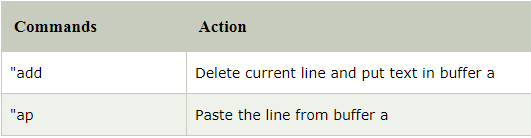 Commands Action
"add Delete current line and put text in buffer a
"ap Paste the line from buffer a